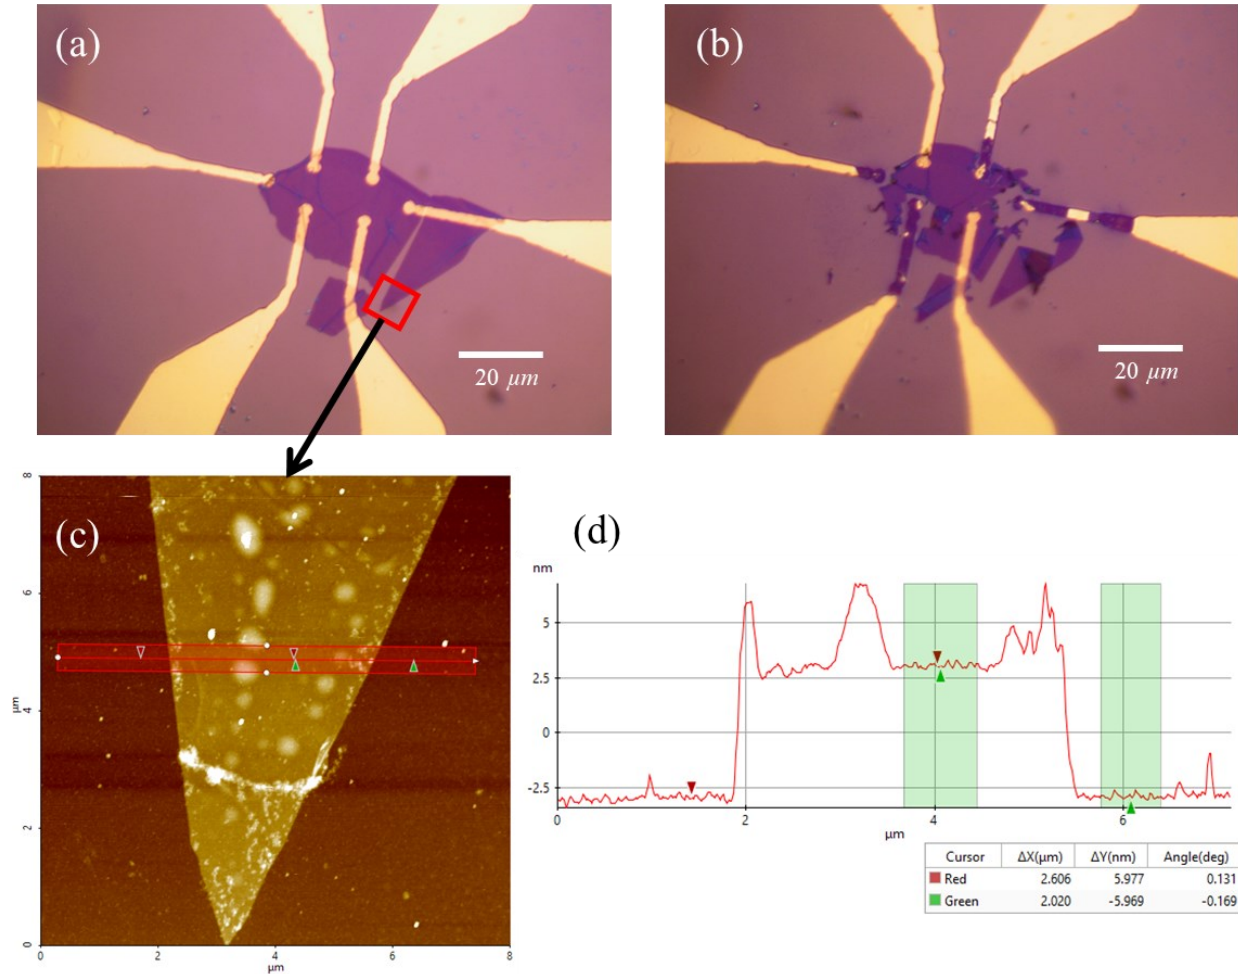 (a)
20 μm
(b)
20 μm
(c)
8
6
4
2
0
μm
0
2
4
6
8
μm
(d)
nm
5
2.5
0
-2.5
0
2
4
6
μm
Cursor ΔX(μm) ΔY(nm) Angle(deg)
Red 2.606 5.977 0.131
Green 2.020 -5.969 -0.169